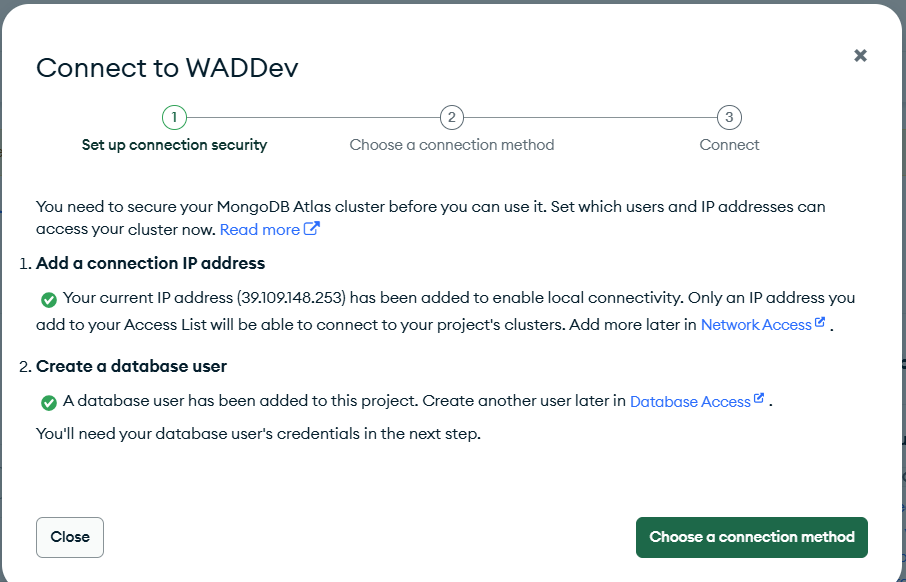 Connect to WADDev
1
2
3
Set up connection security
Choose a connection method
Connect
You need to secure your MongoDB Atlas cluster before you can use it. Set which users and IP addresses can
access your cluster now. Read more
1. Add a connection IP address
Your current IP address (39.109.148.253) has been added to enable local connectivity. Only an IP address you
add to your Access List will be able to connect to your project's clusters. Add more later in Network Access .
2. Create a database user
A database user has been added to this project. Create another user later in Database Access .
You'll need your database user's credentials in the next step.
Close
Choose a connection method